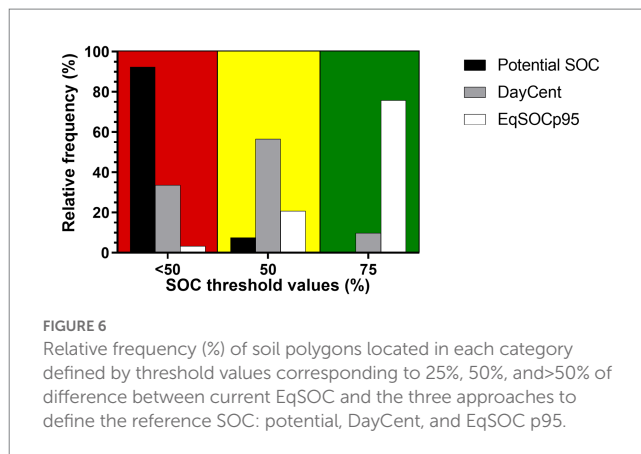 100
80
60
40
20
0
Relative frequency (%)
<50 50 75
SOC threshold values (%)
Potential SOC
DayCent
EqSOCp95
FIGURE 6
Relative frequency (%) of soil polygons located in each category
defined by threshold values corresponding to 25%, 50%, and>50% of
difference between current EqSOC and the three approaches to
define the reference SOC: potential, DayCent, and EqSOC p95.